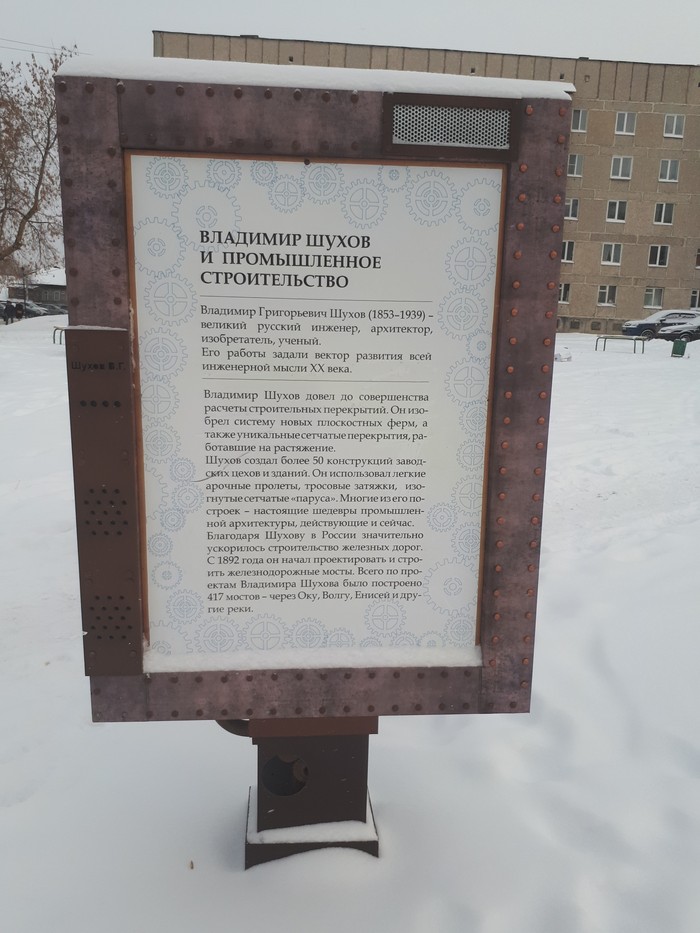 ВЛАДИМИР ШУХОВ
И ПРОМЫШЛЕННОЕ
СТРОИТЕЛЬСТВО
Владимир Григорьевич Шухов (1853–1939) –
великий русский инженер, архитектор,
изобретатель, ученый.
Его работы задали вектор развития всей
инженерной мысли XX века.
Шухов В.Г.
Владимир Шухов довел до совершенства
расчеты строительных перекрытий. Он изо-
брел систему новых плоскостных ферм, а
также уникальные сетчатые перекрытия, ра-
ботавшие на растяжение.
Шухов создал более 50 конструкций завод-
ских цехов и зданий. Он использовал легкие
арочные пролеты, тросовые затяжки, изо-
гнутые сетчатые «паруса». Многие из его по-
строек – настоящие шедевры промышлен-
ной архитектуры, действующие и сейчас.
Благодаря Шухову в России значительно
ускорилось строительство железных дорог.
С 1892 года он начал проектировать и стро-
ить железнодорожные мосты. Всего по про-
ектам Владимира Шухова было построено
417 мостов – через Оку, Волгу, Енисей и дру-
гие реки.